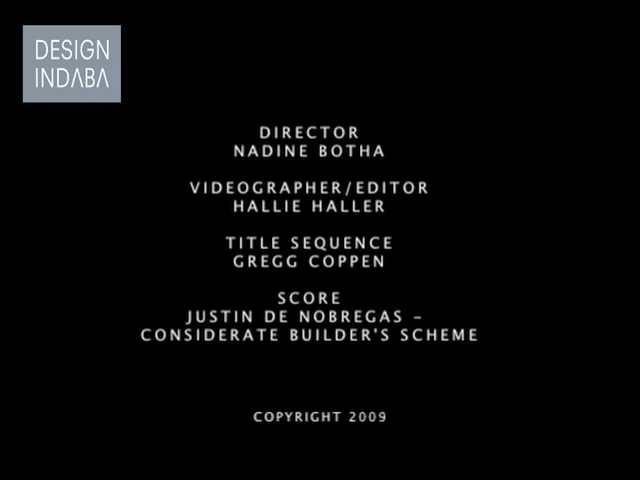 DESIGN
INDABA
DIRECTOR
NADINE BOTHA
VIDEOGRAPHER/EDITOR
HALLIE HALLER
TITLE SEQUENCE
GREGG COPPEN
SCORE
JUSTIN DE NOBREGAS –
CONSIDERATE BUILDER'S SCHEME
COPYRIGHT 2009